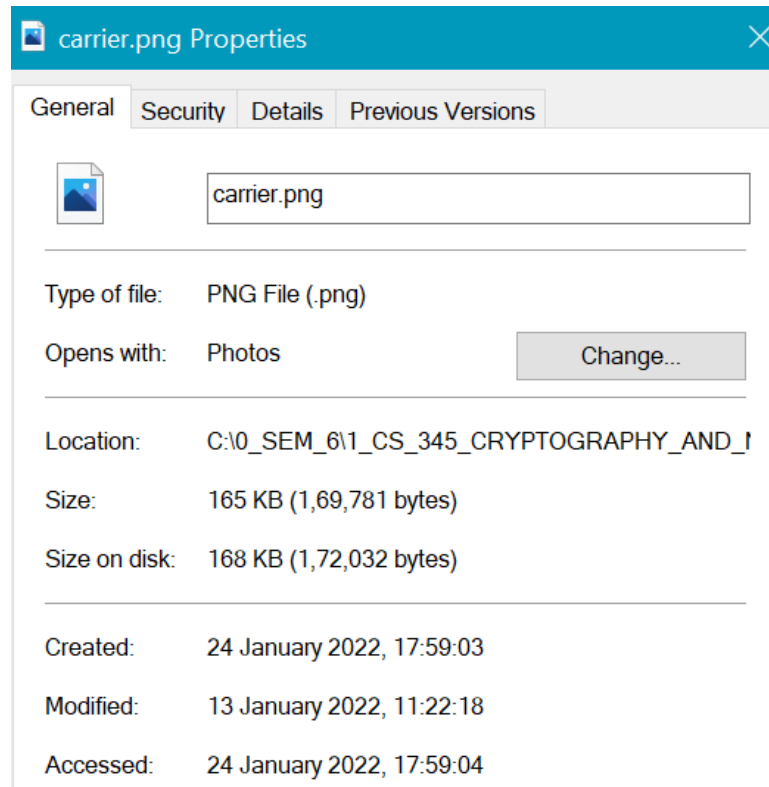 carrier.png Properties
General Security Details Previous Versions
carrier.png
Type of file: PNG File (.png)
Opens with: Photos Change...
Location: C:\0_SEM_6\1_CS_345_CRYPTOGRAPHY_AND_
Size: 165 KB (1,69,781 bytes)
Size on disk: 168 KB (1,72,032 bytes)
Created: 24 January 2022, 17:59:03
Modified: 13 January 2022, 11:22:18
Accessed: 24 January 2022, 17:59:04